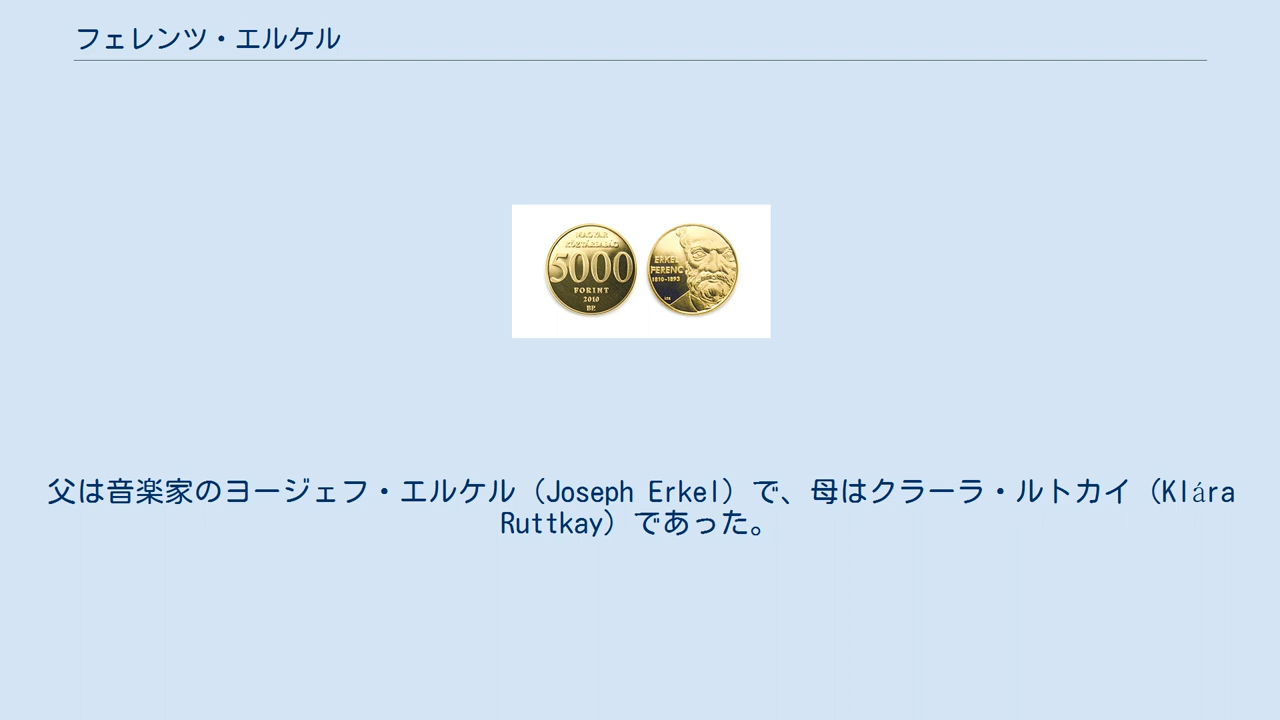 フェレンツ・エルケル
MAGYAR
KÖZTÁRSASÁG
5000
FORINT
2010
BP.
ERKEL
FERENC
1810-1893
父は音楽家のヨージェフ・エルケル（Joseph Erkel）で、母はクラーラ・ルトカイ（Klára
Ruttkay）であった。